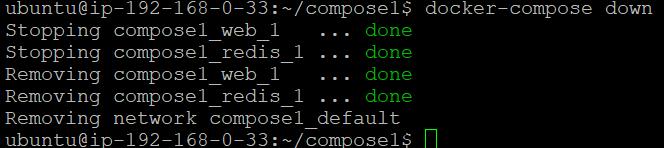 ubuntu@ip-192-168-0-33:~/compose1$ docker-compose down
Stopping compose1_web_1   ... done
Stopping compose1_redis_1 ... done
Removing compose1_web_1   ... done
Removing compose1_redis_1 ... done
Removing network compose1_default
ubuntu@ip-192-168-0-33:~/compose1$